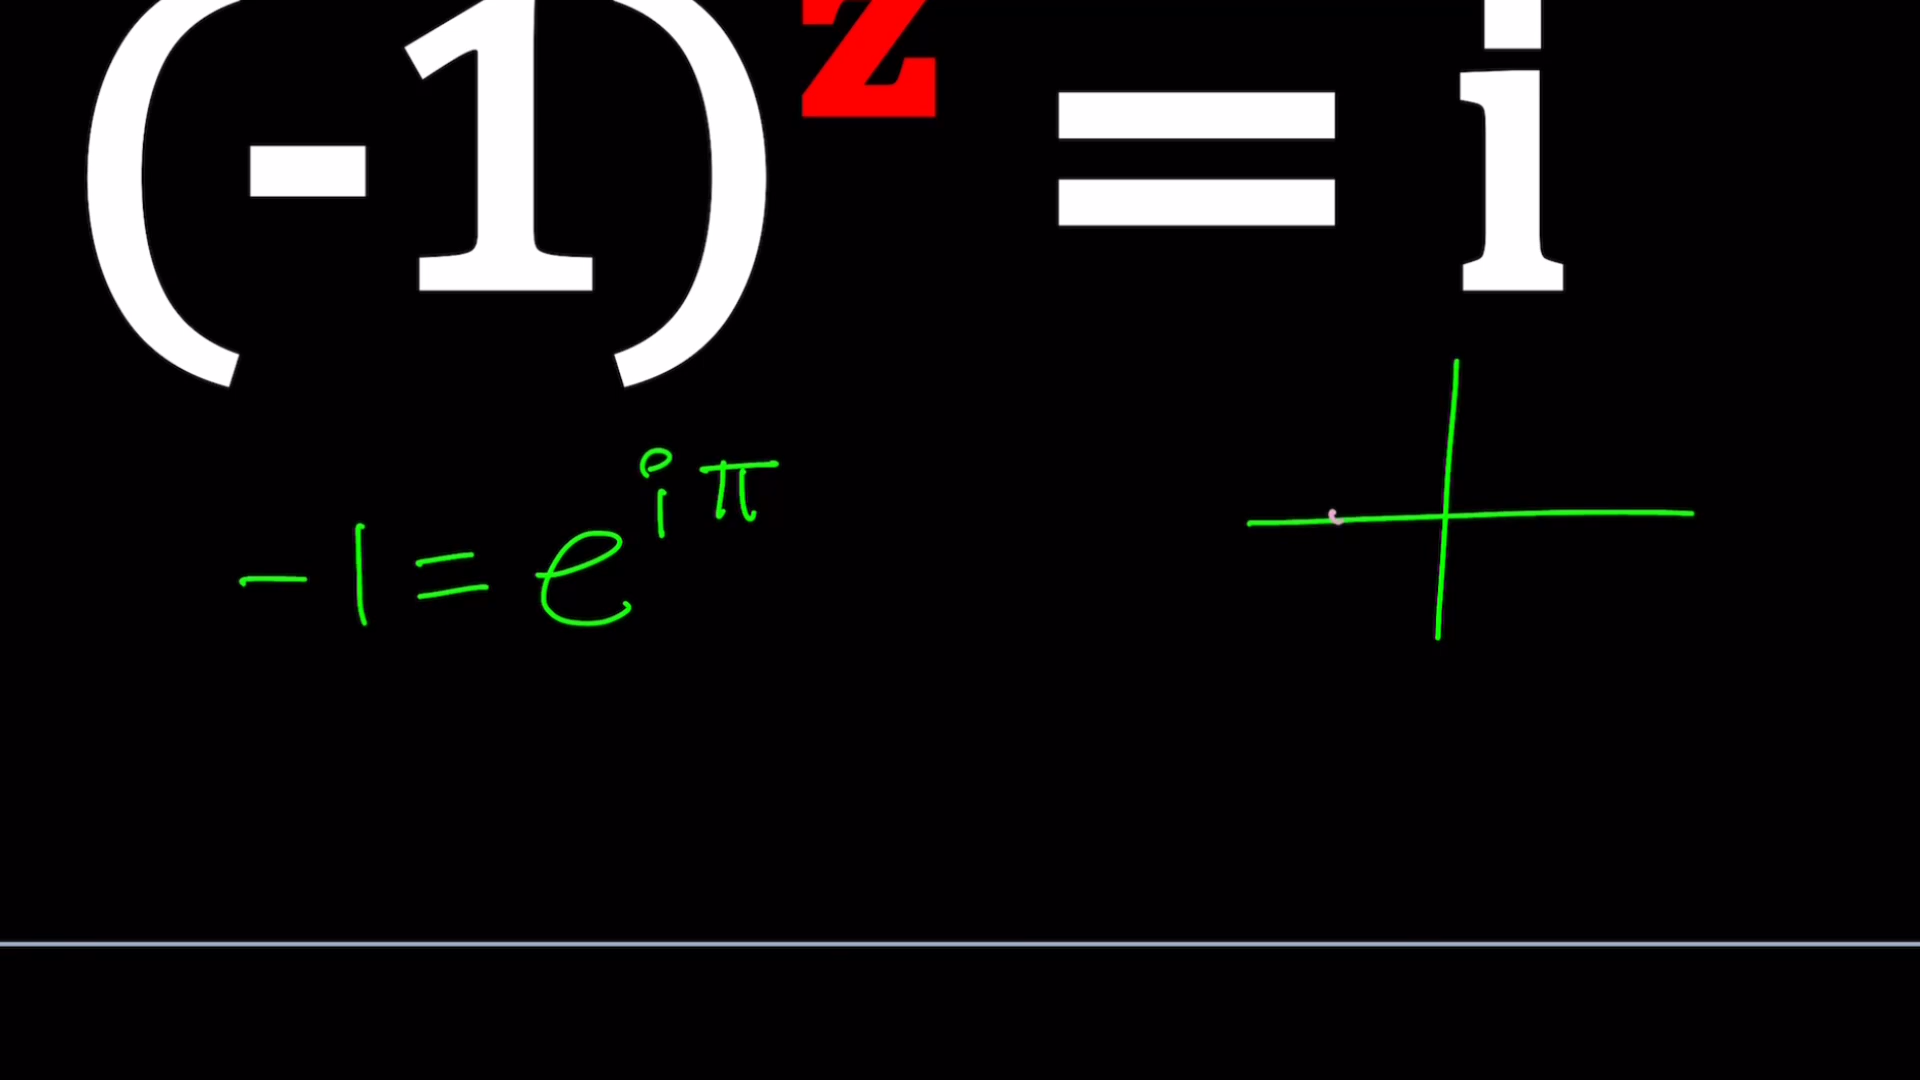 (-1)^z = i
-1 = e^{iπ}